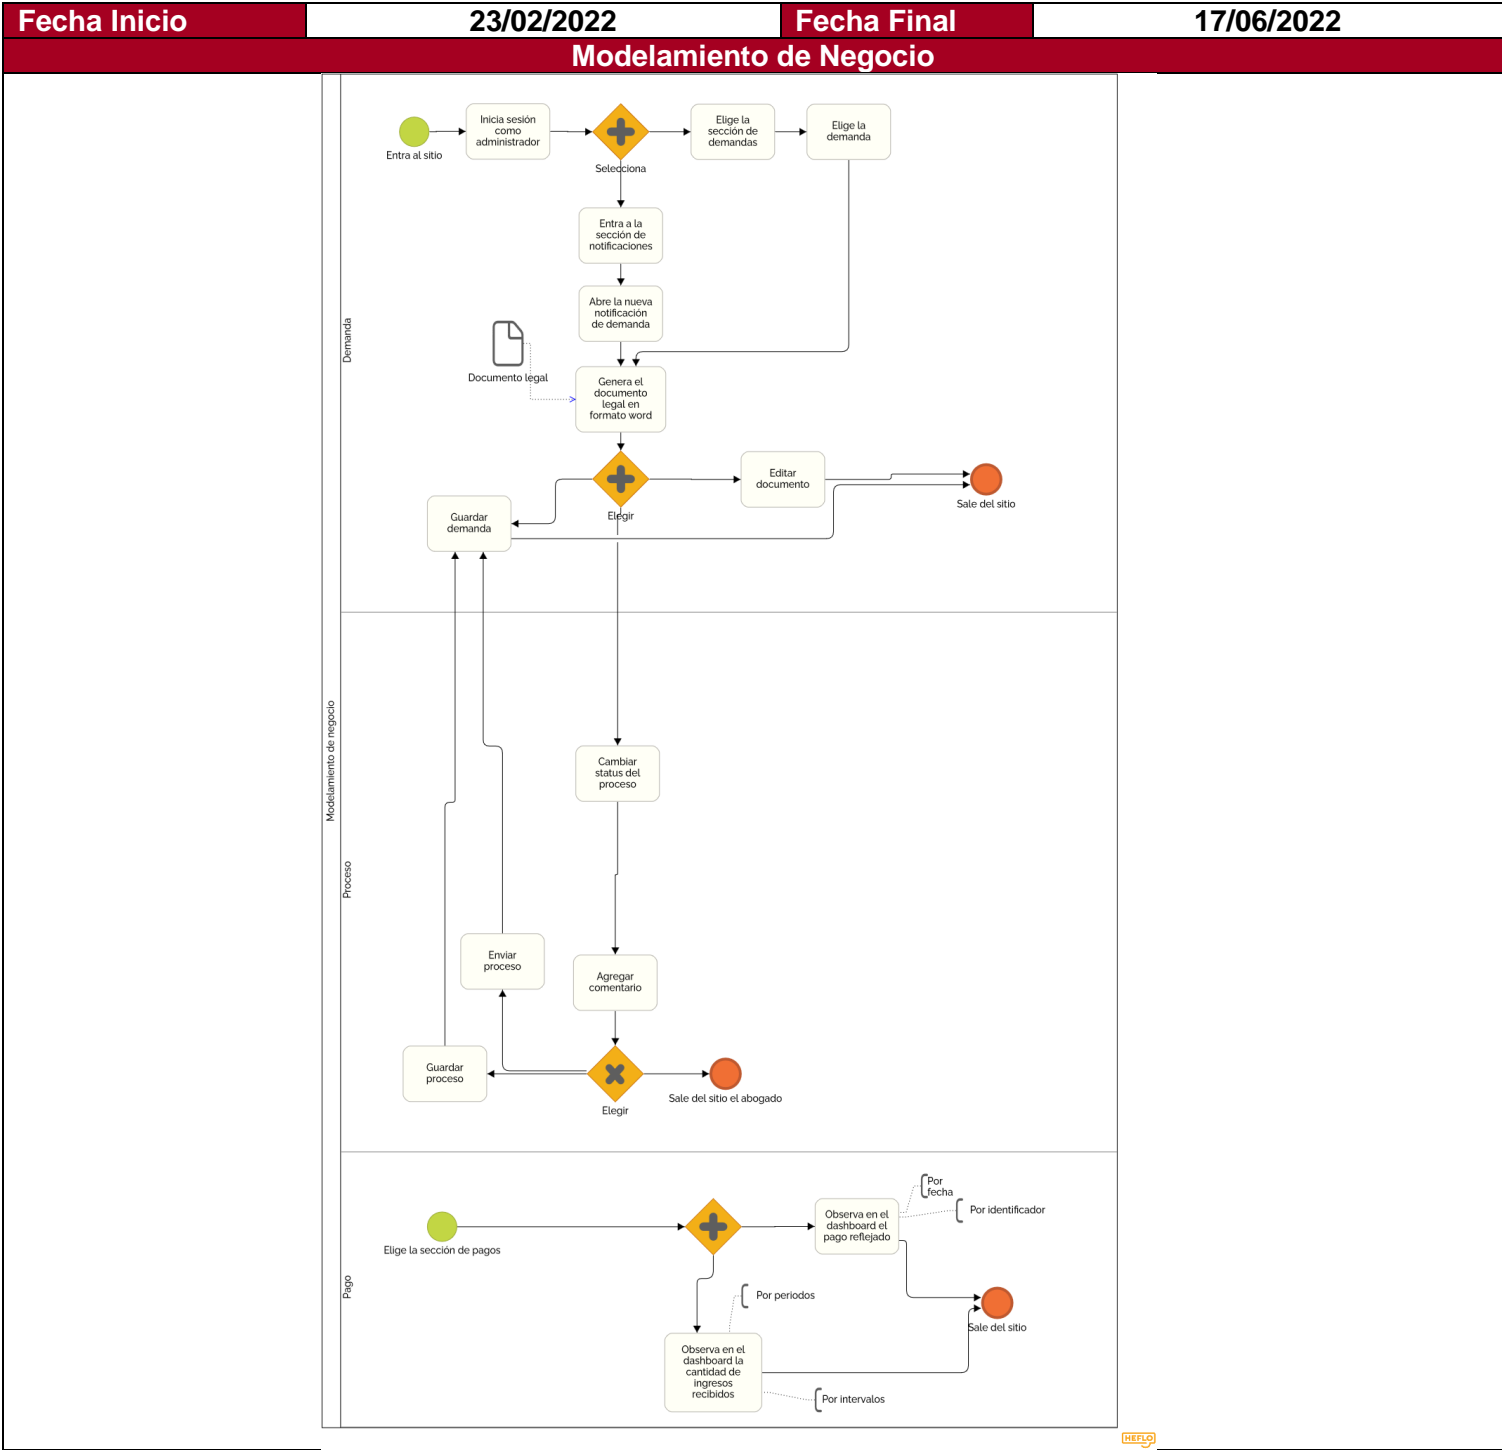 Fecha Inicio 23/02/2022 Fecha Final 17/06/2022
Modelamiento de Negocio
Modelamiento de negocio
Demanda
Entra al sitio
Inicia sesión
como
administrador
Selecciona
Elige la
sección de
demandas
Elige la
demanda
Entra a la
sección de
notificaciones
Abre la nueva
notificación
de demanda
Documento legal
Genera el
documento
legal en
formato word
Elegir
Editar
documento
Sale del sitio
Guardar
demanda
Proceso
Cambiar
status del
proceso
Enviar
proceso
Agregar
comentario
Guardar
proceso
Elegir
Sale del sitio el abogado
Pago
Elige la sección de pagos
Observa en el
dashboard el
pago reflejado
Por
fecha
Por identificador
Por periodos
Sale del sitio
Observa en el
dashboard la
cantidad de
ingresos
recibidos
Por intervalos
HEFLO